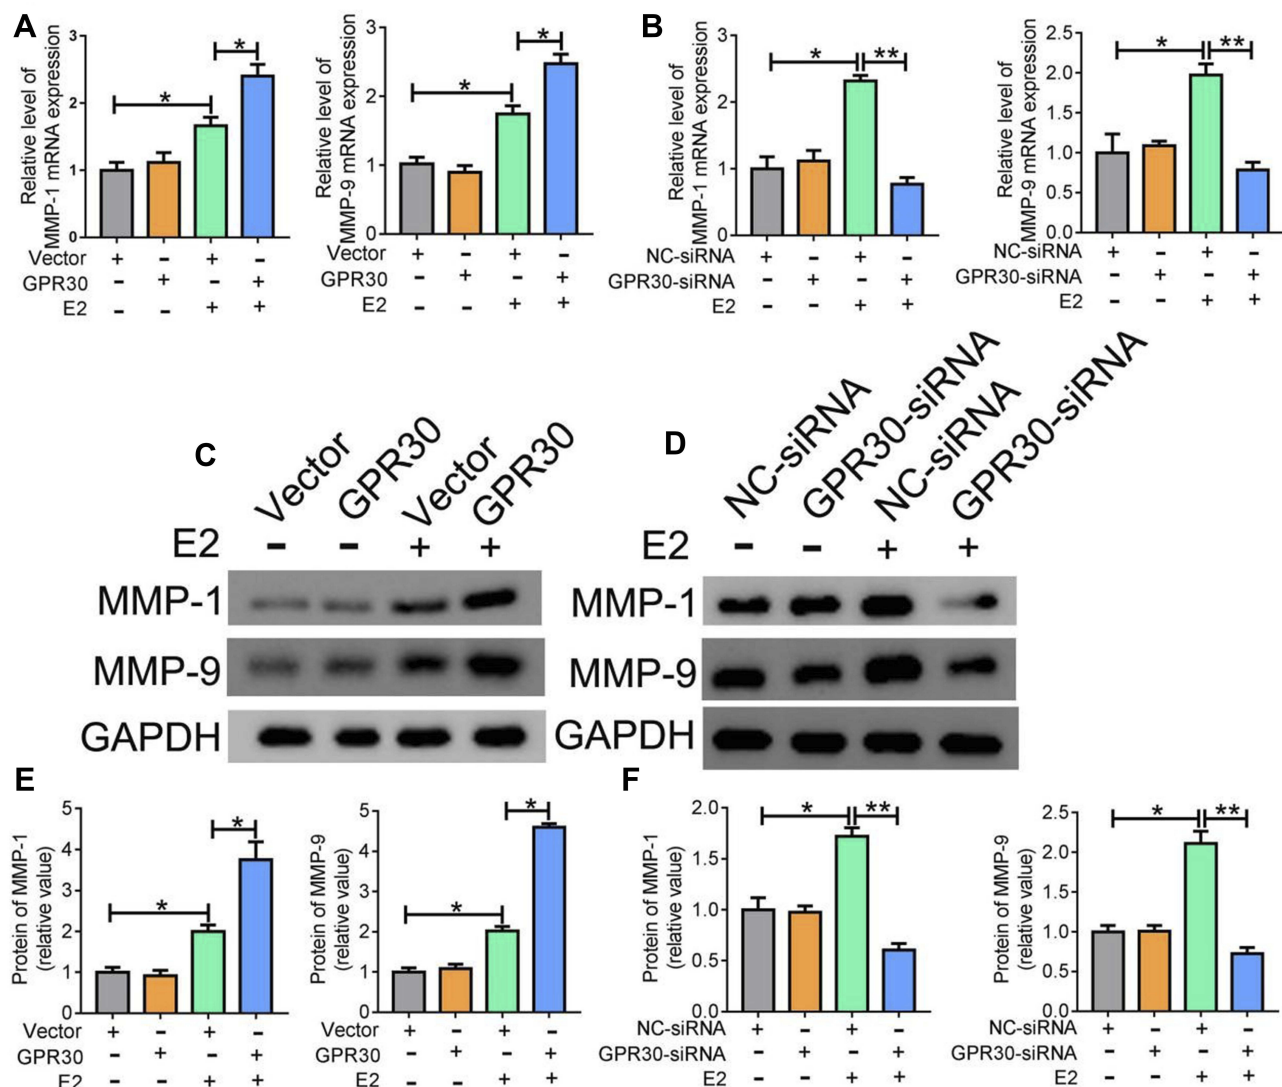 A
Relative level of
MMP-1 mRNA expression
3
2
1
0
*
*
Vector + - + -
GPR30 - + - +
E2 - - + +
Relative level of
MMP-9 mRNA expression
3
2
1
0
*
*
Vector + - + -
GPR30 - + - +
E2 - - + +
B
Relative level of
MMP-1 mRNA expression
3
2
1
0
*
**
NC-siRNA + - + -
GPR30-siRNA - + - +
E2 - - + +
Relative level of
MMP-9 mRNA expression
2.5
2.0
1.5
1.0
0.5
0.0
*
**
NC-siRNA + - + -
GPR30-siRNA - + - +
E2 - - + +
C
Vector GPR30 Vector GPR30
E2 - - + +
MMP-1
MMP-9
GAPDH
D
NC-siRNA GPR30-siRNA NC-siRNA GPR30-siRNA
E2 - - + +
MMP-1
MMP-9
GAPDH
E
Protein of MMP-1
(relative value)
5
4
3
2
1
0
*
*
Vector + - + -
GPR30 - + - +
E2 - - + +
Protein of MMP-9
(relative value)
5
4
3
2
1
0
*
*
Vector + - + -
GPR30 - + - +
E2 - - + +
F
Protein of MMP-1
(relative value)
2.0
1.5
1.0
0.5
0.0
*
**
NC-siRNA + - + -
GPR30-siRNA - + - +
E2 - - + +
Protein of MMP-9
(relative value)
2.5
2.0
1.5
1.0
0.5
0.0
*
**
NC-siRNA + - + -
GPR30-siRNA - + - +
E2 - - + +